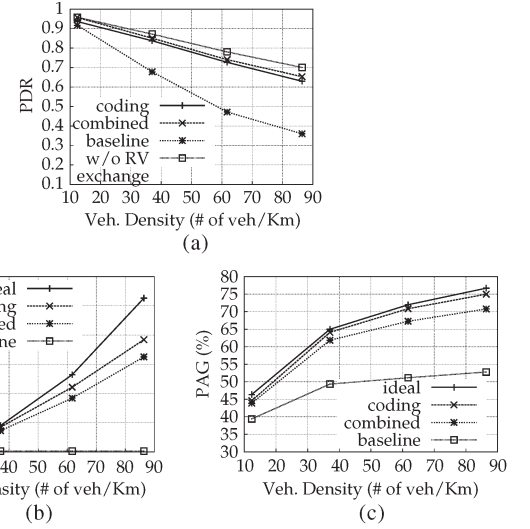 1
0.9
0.8
0.7
0.6
0.5
0.4
0.3
0.2
0.1
PDR
coding
combined
baseline
w/o RV
exchange
10 20 30 40 50 60 70 80 90
Veh. Density (# of veh/Km)
(a)
eal
ng
ed
ne
40 50 60 70 80 90
nsity (# of veh/Km)
(b)
80
75
70
65
60
55
50
45
40
35
30
PAG (%)
ideal
coding
combined
baseline
10 20 30 40 50 60 70 80 90
Veh. Density (# of veh/Km)
(c)